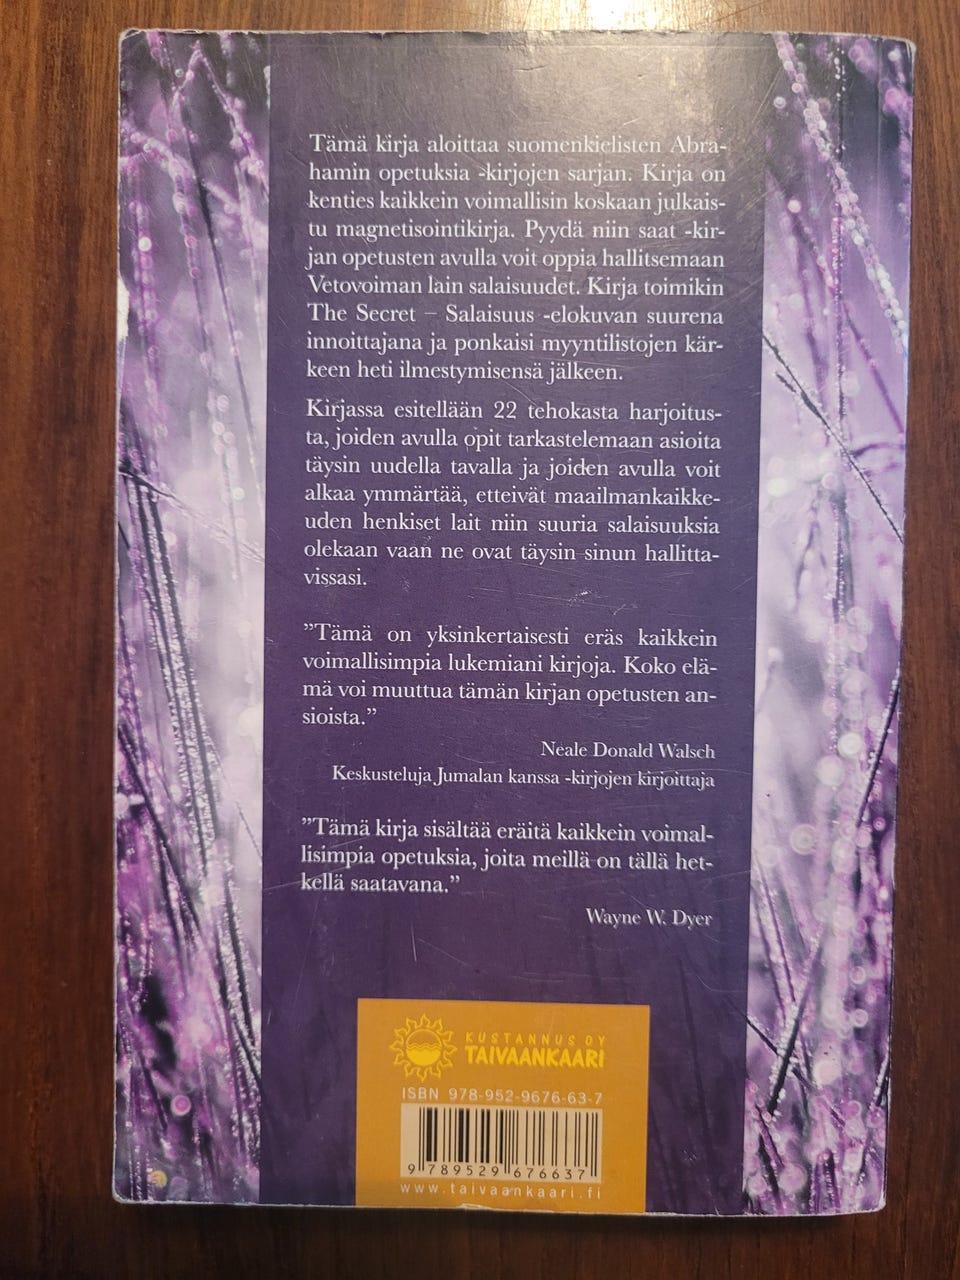 Tämä kirja aloittaa suomenkielisten Abra-
hamin opetuksia -kirjojen sarjan. Kirja on
kenties kaikkein voimallisin koskaan julkais-
tu magnetisointikirja. Pyydä niin saat -kir-
jan opetusten avulla voit oppia hallitsemaan
Vetovoiman lain salaisuudet. Kirja toimikin
The Secret – Salaisuus -elokuvan suurena
innoittajana ja ponkaisi myyntilistojen kär-
keen heti ilmestymisensä jälkeen.
Kirjassa esitellään 22 tehokasta harjoitus-
ta, joiden avulla opit tarkastelemaan asioita
täysin uudella tavalla ja joiden avulla voit
alkaa ymmärtää, etteivät maailmankaikke-
uden henkiset lait niin suuria salaisuuksia
olekaan vaan ne ovat täysin sinun hallitta-
vissasi.
”Tämä on yksinkertaisesti eräs kaikkein
voimallisimpia lukemiani kirjoja. Koko elä-
mä voi muuttua tämän kirjan opetusten an-
sioista.”
Neale Donald Walsch
Keskusteluja Jumalan kanssa -kirjojen kirjoittaja
”Tämä kirja sisältää eräitä kaikkein voimal-
lisimpia opetuksia, joita meillä on tällä het-
kellä saatavana.”
Wayne W. Dyer
KUSTANNUS OY
TAIVAANKAARI
ISBN 978-952-9676-63-7
9 789529 676637
www.taivaankaari.fi